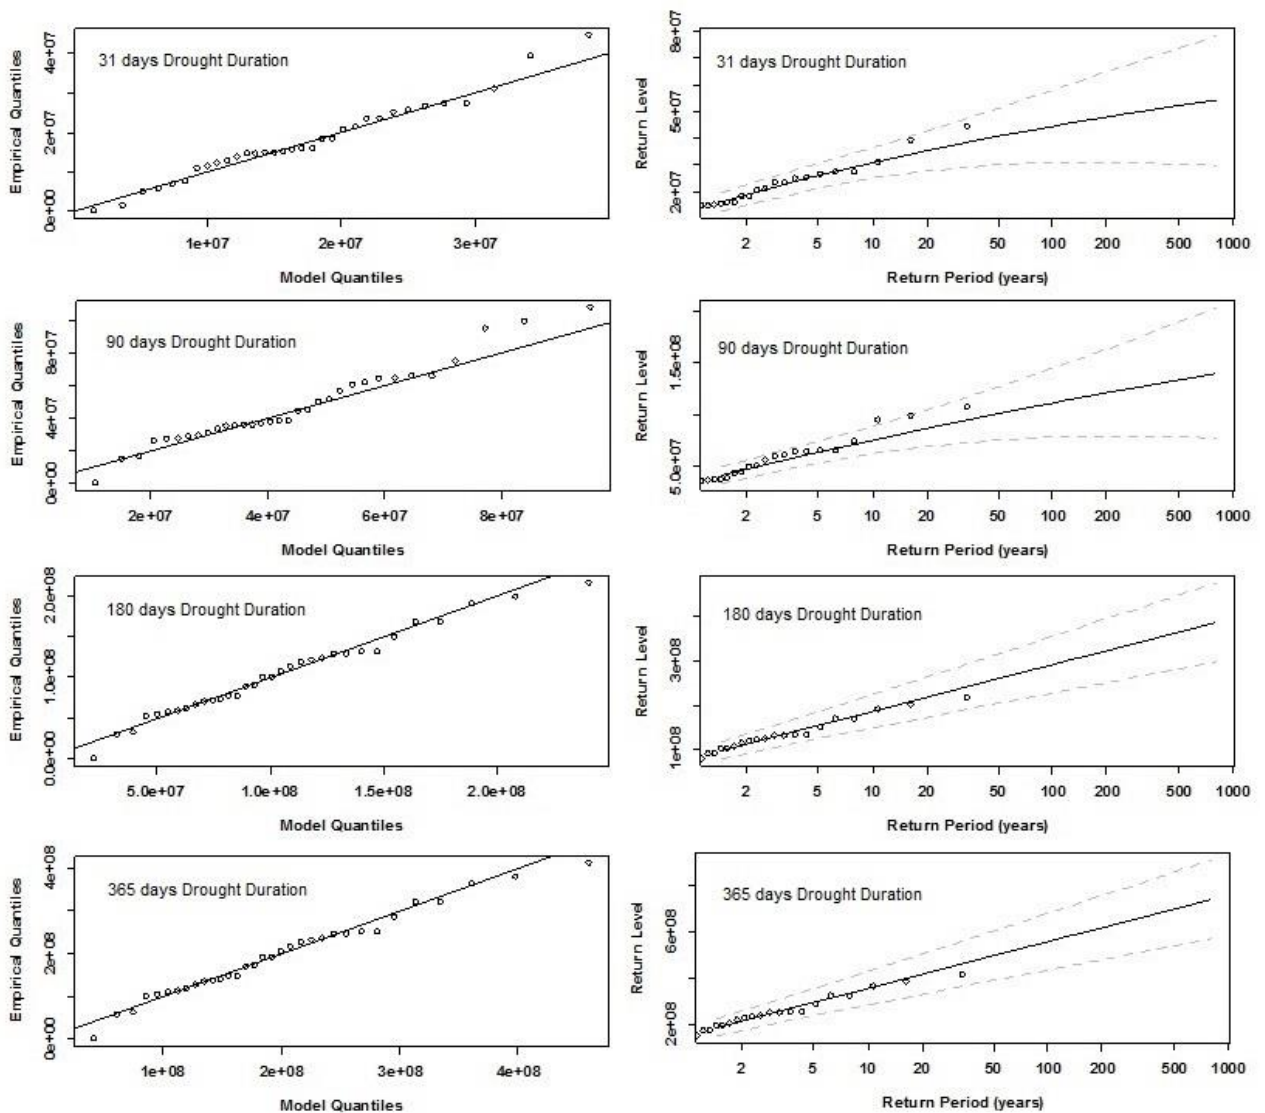 Empirical Quantiles
0e+00 2e+07 4e+07
31 days Drought Duration
1e+07 2e+07 3e+07
Model Quantiles
Return Level
2e+07 5e+07 8e+07
31 days Drought Duration
2 5 10 20 50 100 200 500 1000
Return Period (years)
Empirical Quantiles
0e+00 4e+07 8e+07
90 days Drought Duration
2e+07 4e+07 6e+07 8e+07
Model Quantiles
Return Level
5.0e+07 1.5e+08
90 days Drought Duration
2 5 10 20 50 100 200 500 1000
Return Period (years)
Empirical Quantiles
0.0e+00 1.0e+08 2.0e+08
180 days Drought Duration
5.0e+07 1.0e+08 1.5e+08 2.0e+08
Model Quantiles
Return Level
1e+08 3e+08
180 days Drought Duration
2 5 10 20 50 100 200 500 1000
Return Period (years)
Empirical Quantiles
0e+00 2e+08 4e+08
365 days Drought Duration
1e+08 2e+08 3e+08 4e+08
Model Quantiles
Return Level
2e+08 6e+08
365 days Drought Duration
2 5 10 20 50 100 200 500 1000
Return Period (years)